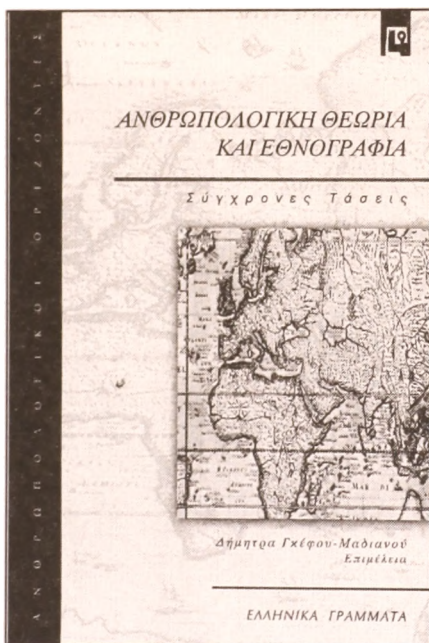 ΑΝΘΡΩΠΟΛΟΓΙΚΗ ΘΕΩΡΙΑ
ΚΑΙ ΕΘΝΟΓΡΑΦΙΑ
Σύγχρονες Τάσεις
Δήμητρα Γκέφου-Μαδιανού
Επιμέλεια
ΕΛΛΗΝΙΚΑ ΓΡΑΜΜΑΤΑ
ΑΝΘΡΩΠΟΛΟΓΙΚΟΙ ΟΡΙΖΟΝΤΕΣ